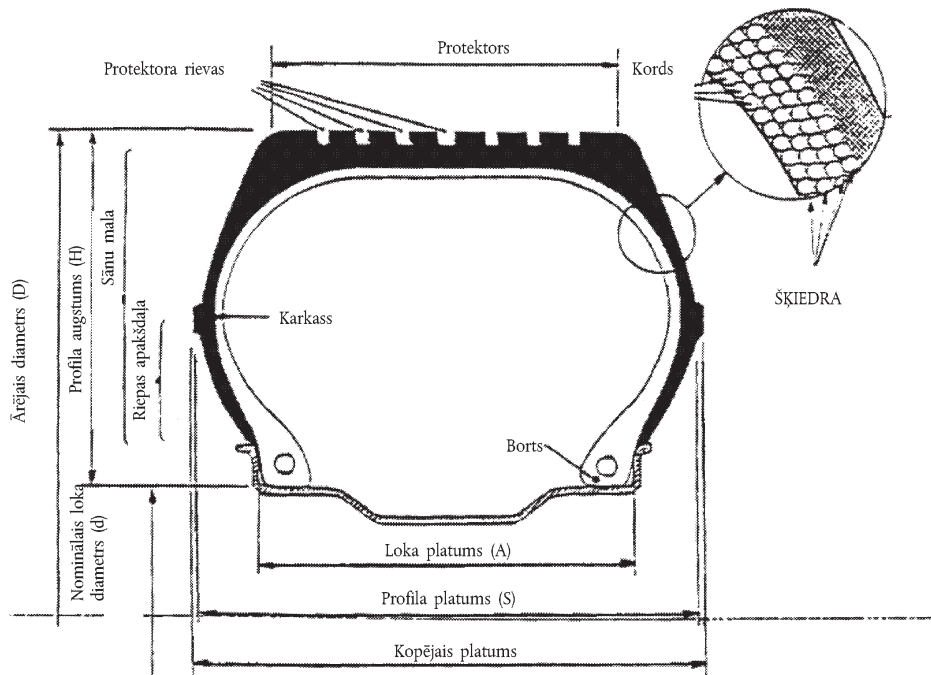 Protektors
Protektora rievas
Kords
ŠĶIEDRA
Ārējais diametrs (D)
Profila augstums (H)
Sānu mala
Riepas apakšdaļa
Karkass
Borts
Nominālais loka
diametrs (d)
Loka platums (A)
Profila platums (S)
Kopējais platums